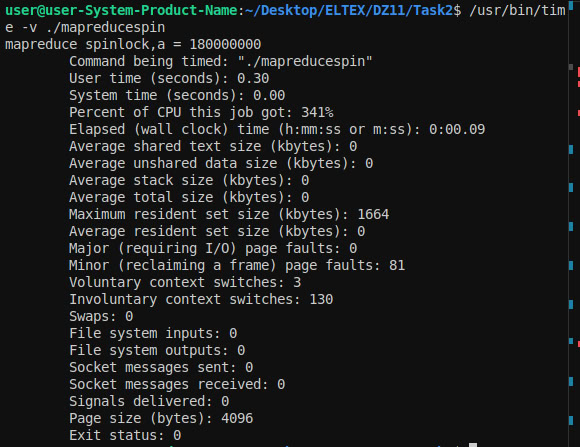 user@user-System-Product-Name:~/Desktop/ELTEX/DZ11/Task2$ /usr/bin/tim
e -v ./mapreducespin
mapreduce spinlock,a = 180000000
Command being timed: "./mapreducespin"
User time (seconds): 0.30
System time (seconds): 0.00
Percent of CPU this job got: 341%
Elapsed (wall clock) time (h:mm:ss or m:ss): 0:00.09
Average shared text size (kbytes): 0
Average unshared data size (kbytes): 0
Average stack size (kbytes): 0
Average total size (kbytes): 0
Maximum resident set size (kbytes): 1664
Average resident set size (kbytes): 0
Major (requiring I/O) page faults: 0
Minor (reclaiming a frame) page faults: 81
Voluntary context switches: 3
Involuntary context switches: 130
Swaps: 0
File system inputs: 0
File system outputs: 0
Socket messages sent: 0
Socket messages received: 0
Signals delivered: 0
Page size (bytes): 4096
Exit status: 0